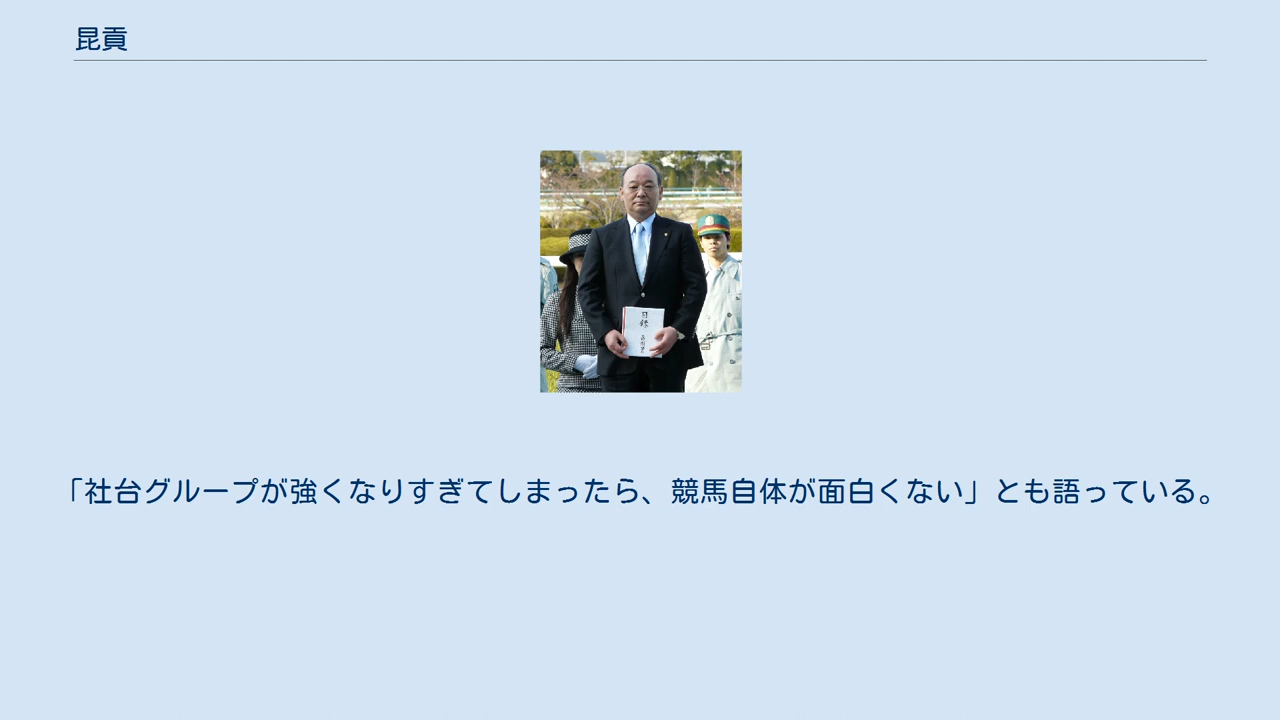 昆貢
目録
「社台グループが強くなりすぎてしまったら、競馬自体が面白くない」とも語っている。